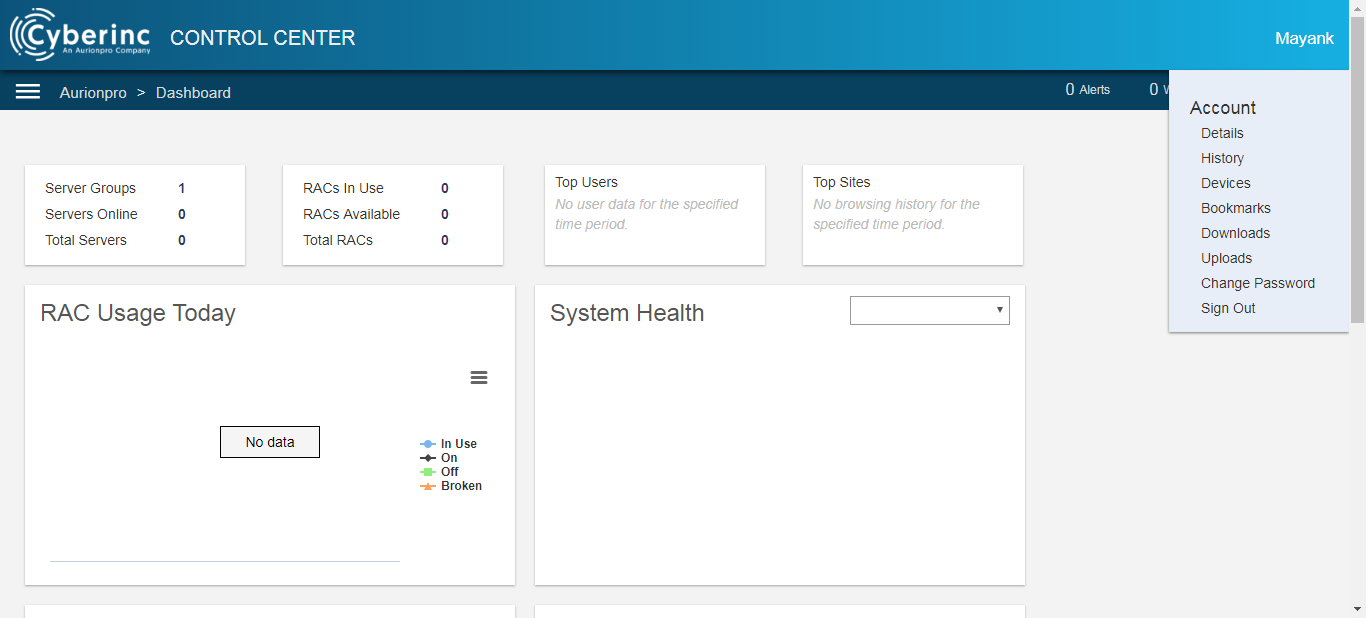 Cyberinc
An Aurionpro Company
CONTROL CENTER
Mayank
Aurionpro > Dashboard
0 Alerts
0
Account
Details
History
Devices
Bookmarks
Downloads
Uploads
Change Password
Sign Out
Server Groups 1
Servers Online 0
Total Servers 0
RACs In Use 0
RACs Available 0
Total RACs 0
Top Users
No user data for the specified
time period.
Top Sites
No browsing history for the
specified time period.
RAC Usage Today
No data
In Use
On
Off
Broken
System Health